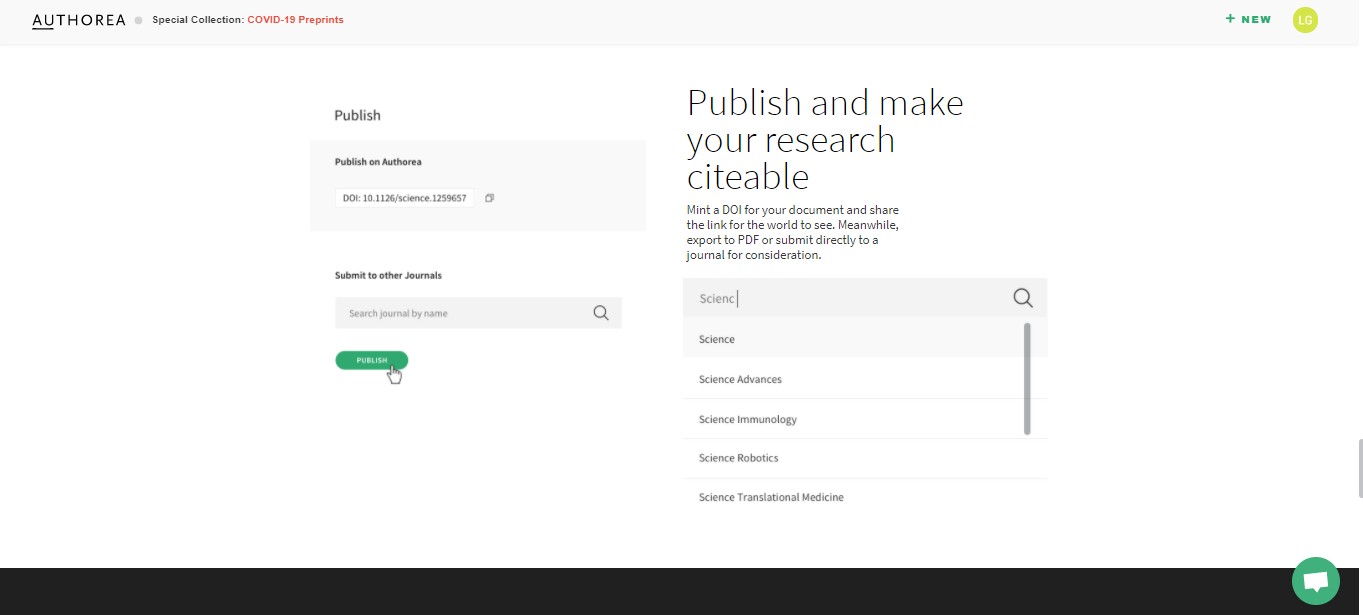 AUTHOREA
Special Collection: COVID-19 Preprints
+ NEW
LG
Publish
Publish on Authorea
DOI: 10.1126/science.1259657
Submit to other Journals
Search journal by name
PUBLISH
Publish and make
your research
citeable
Mint a DOI for your document and share
the link for the world to see. Meanwhile,
export to PDF or submit directly to a
journal for consideration.
Scienc
Science
Science Advances
Science Immunology
Science Robotics
Science Translational Medicine